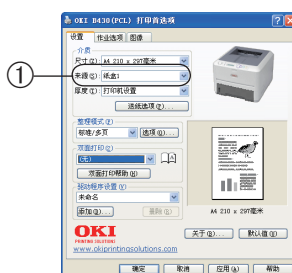 OKI B430(PCL) 打印首选项
设置 作业选项 图像
介质
尺寸(Z): A4 210 x 297毫米
①
来源(S): 纸盒1
厚度(T): 打印机设置
送纸选项(P)...
整理模式(F)
标准/多页 选项(O)...
双面打印(2)
(无)
双面打印帮助(H)
驱动程序设置(V)
未命名
添加(D)... 删除(E)
A4 210 x 297毫米
OKI
PRINTING SOLUTIONS
www.okiprintingsolutions.com
关于(B)... 默认值(U)
确定 取消 应用(A) 帮助